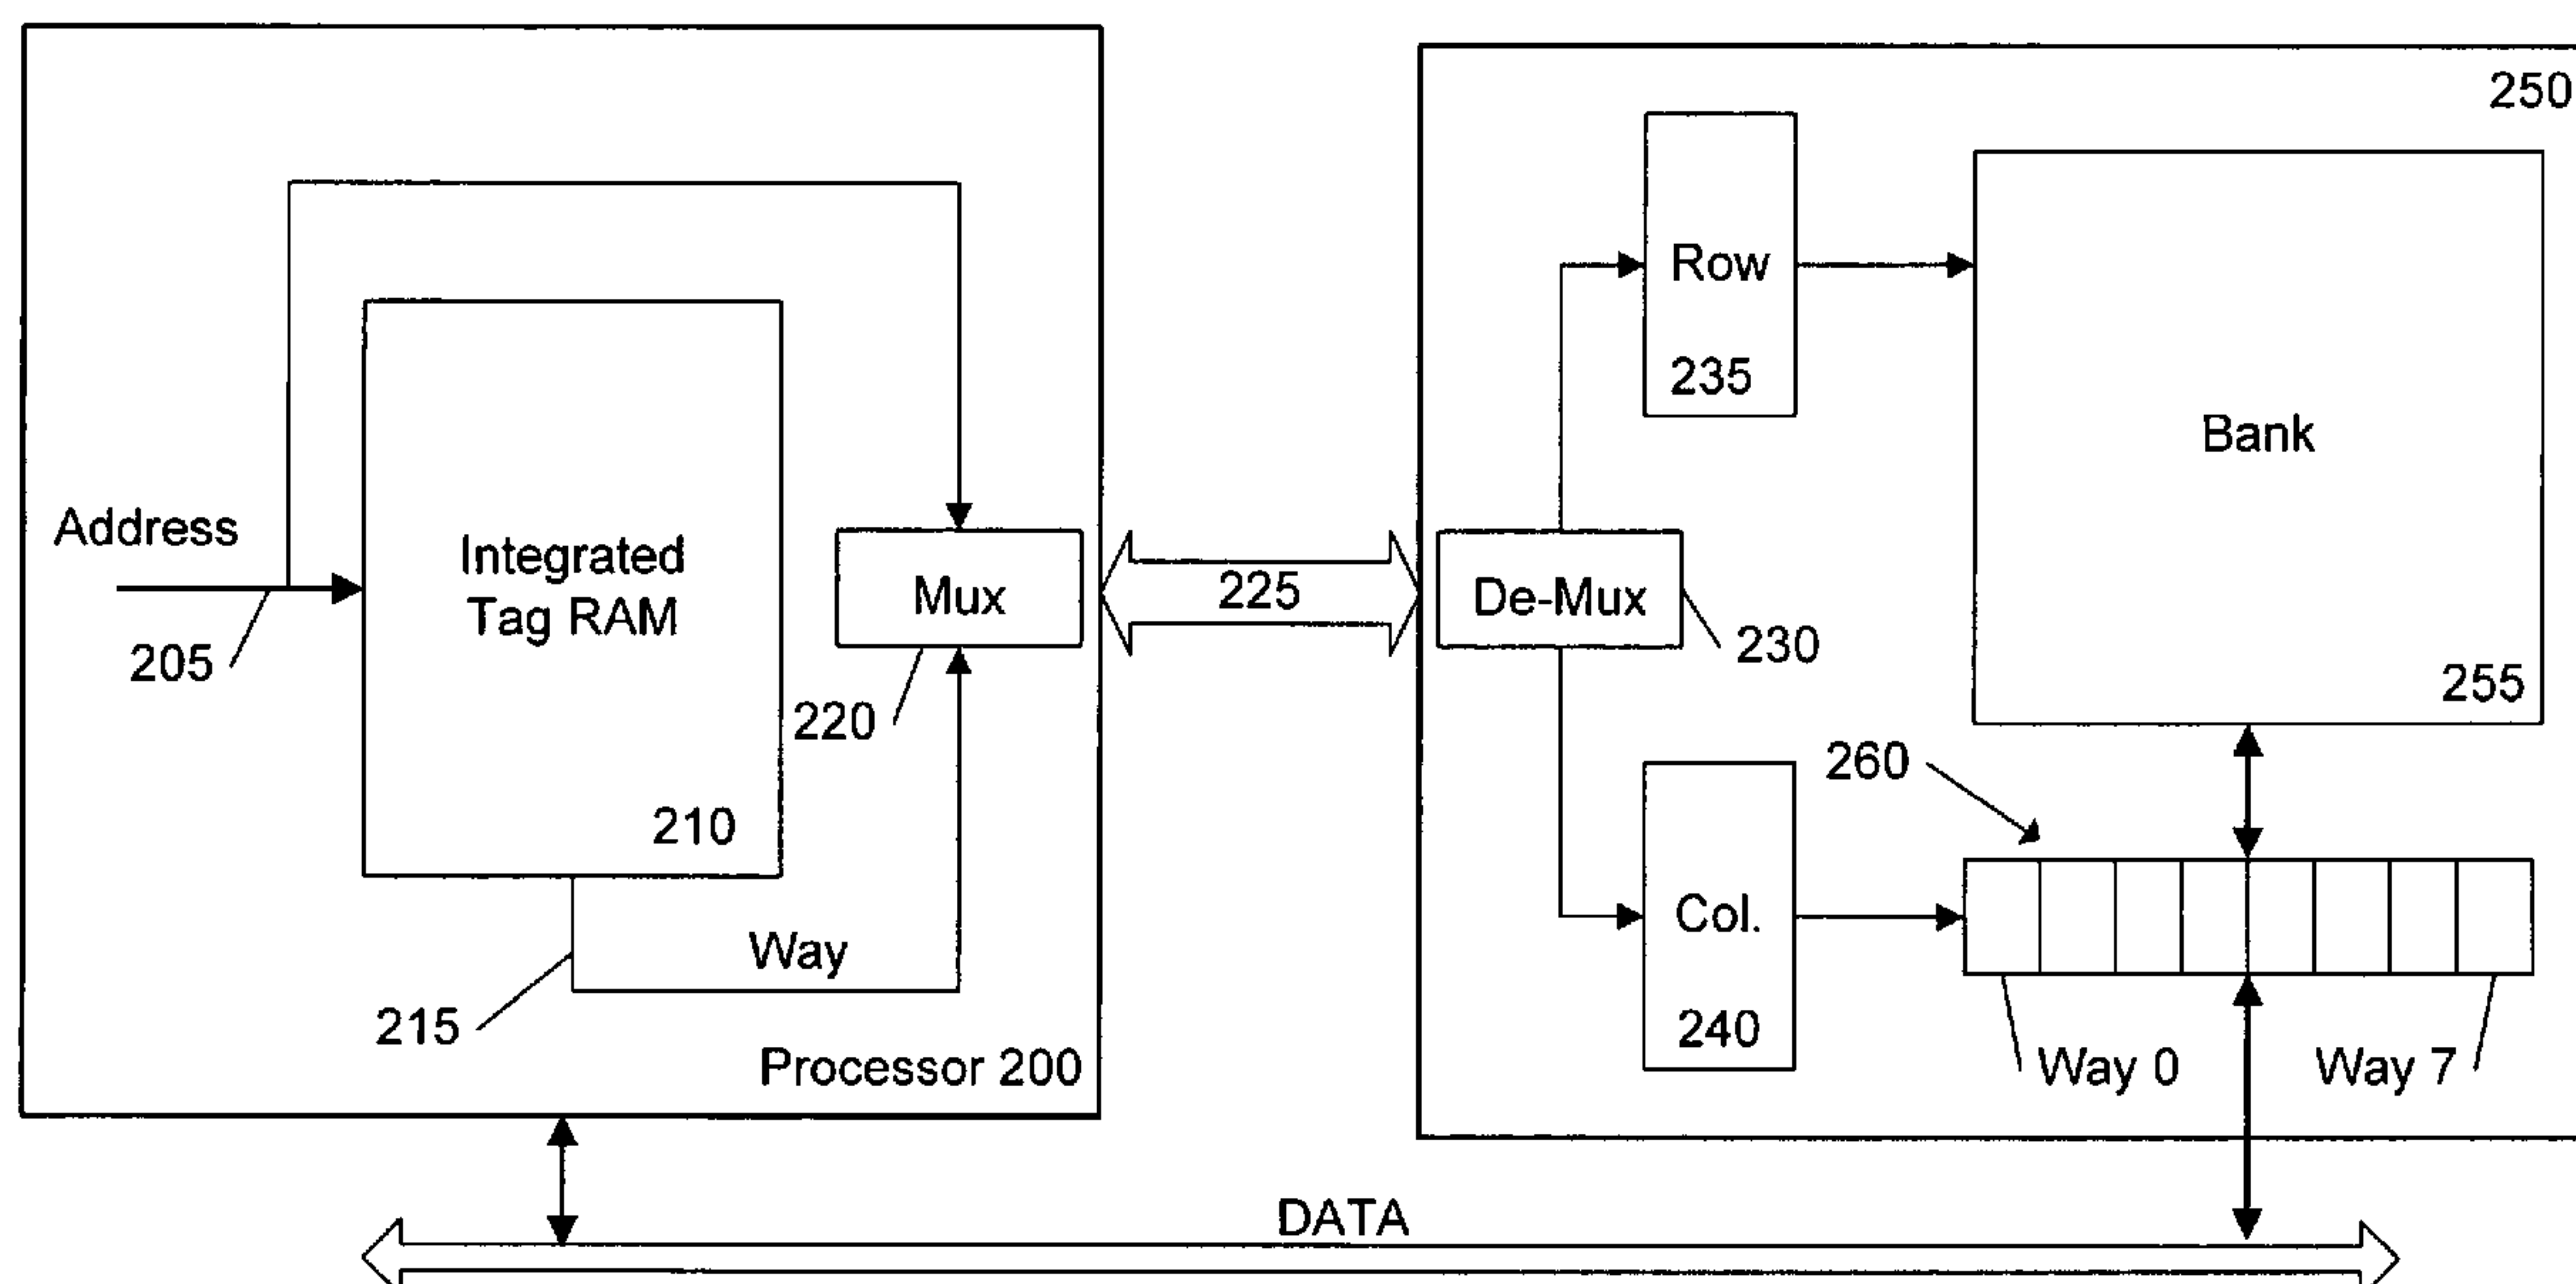 250
Row
235
Bank
Address
Integrated
Tag RAM
Mux
225
De-Mux
205
230
220
255
260
210
Way
Col.
215
240
Processor 200
Way 0
Way 7
DATA